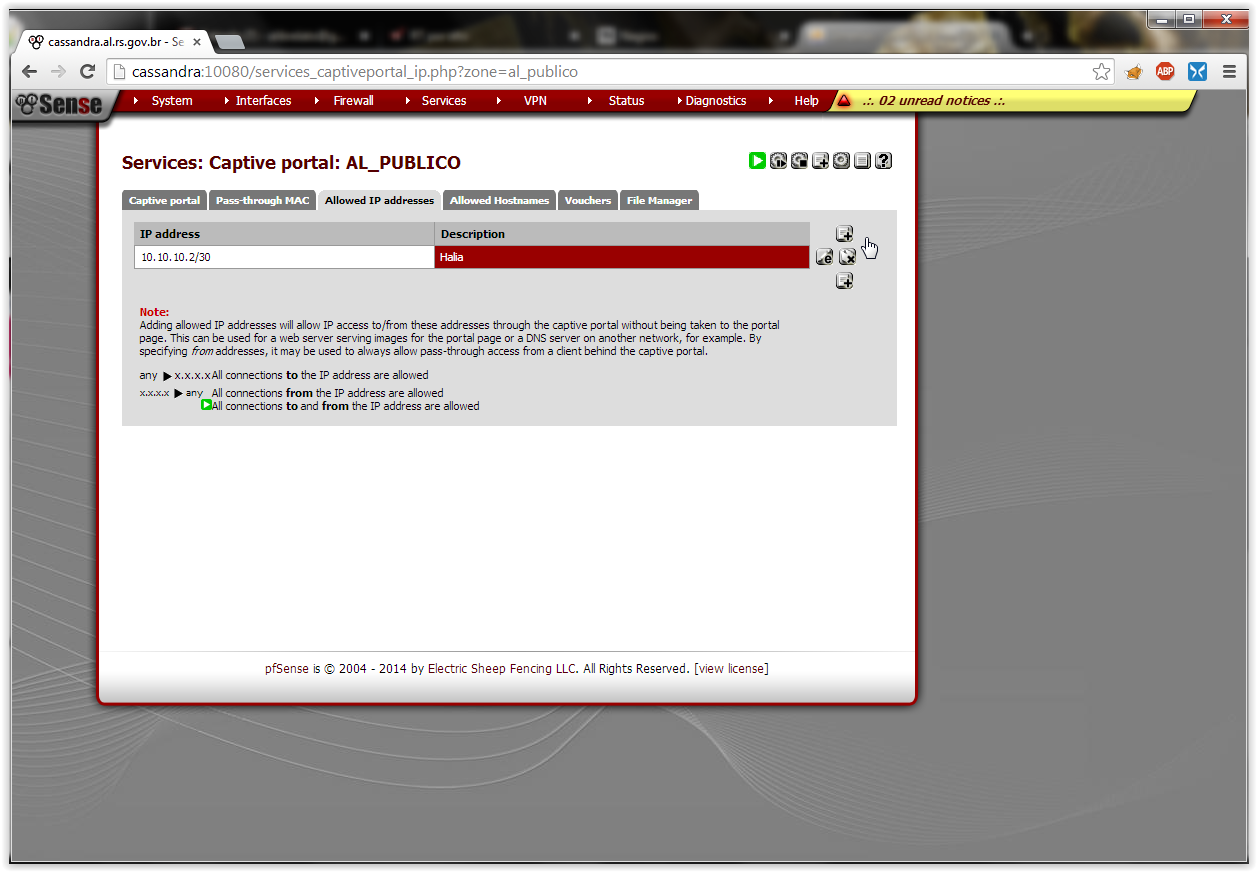 cassandra.al.rs.gov.br - Se
cassandra:10080/services_captiveportal_ip.php?zone=al_publico
ABP
Sense System Interfaces Firewall Services VPN Status Diagnostics Help .:. 02 unread notices .:.
Services: Captive portal: AL_PUBLICO
Captive portal Pass-through MAC Allowed IP addresses Allowed Hostnames Vouchers File Manager
IP address Description
10.10.10.2/30 Halia
Note:
Adding allowed IP addresses will allow IP access to/from these addresses through the captive portal without being taken to the portal
page. This can be used for a web server serving images for the portal page or a DNS server on another network, for example. By
specifying from addresses, it may be used to always allow pass-through access from a client behind the captive portal.
any ▶ x.x.x.x All connections to the IP address are allowed
x.x.x.x ▶ any All connections from the IP address are allowed
All connections to and from the IP address are allowed
pfSense is © 2004 - 2014 by Electric Sheep Fencing LLC. All Rights Reserved. [view license]